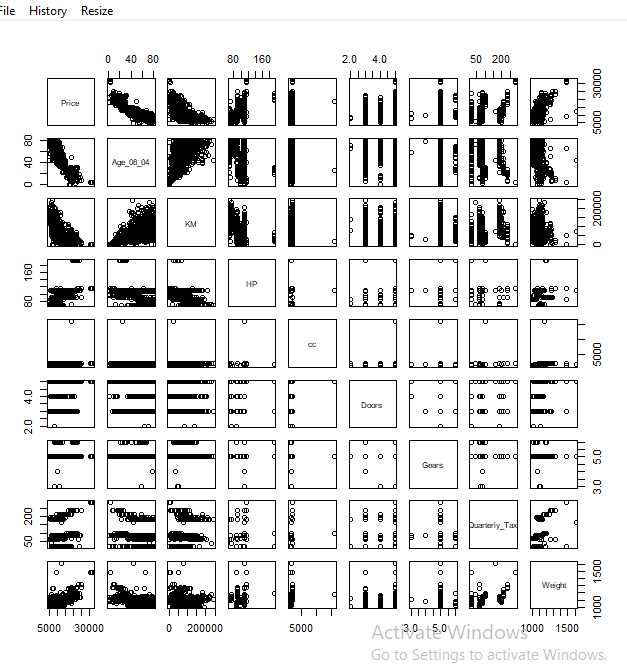 File History Resize
0 40 80 80 160 2.0 4.0 50 200
Price 5000 30000
0 40 80 Age_08_04
KM 0 200000
80 160 HP
cc 5000
2.0 4.0 Doors
Gears 3.0 5.0
50 200 Quarterly_Tax
Weight 1000 1500
5000 30000 0 200000 5000 3.0 5.0 1000 1500
Activate Windows
Go to Settings to activate Windows.